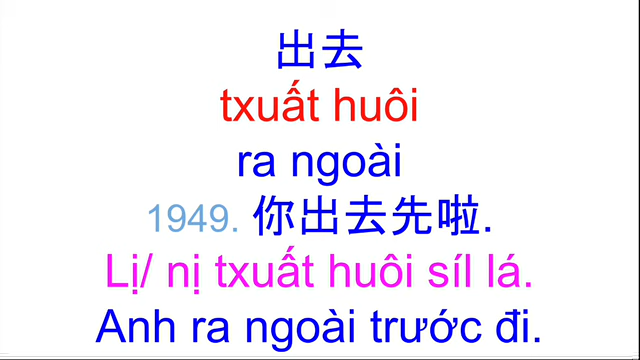 出去
txuất huôi
ra ngoài
1949. 你出去先啦.
Lị/ nị txuất huôi síl lá.
Anh ra ngoài trước đi.